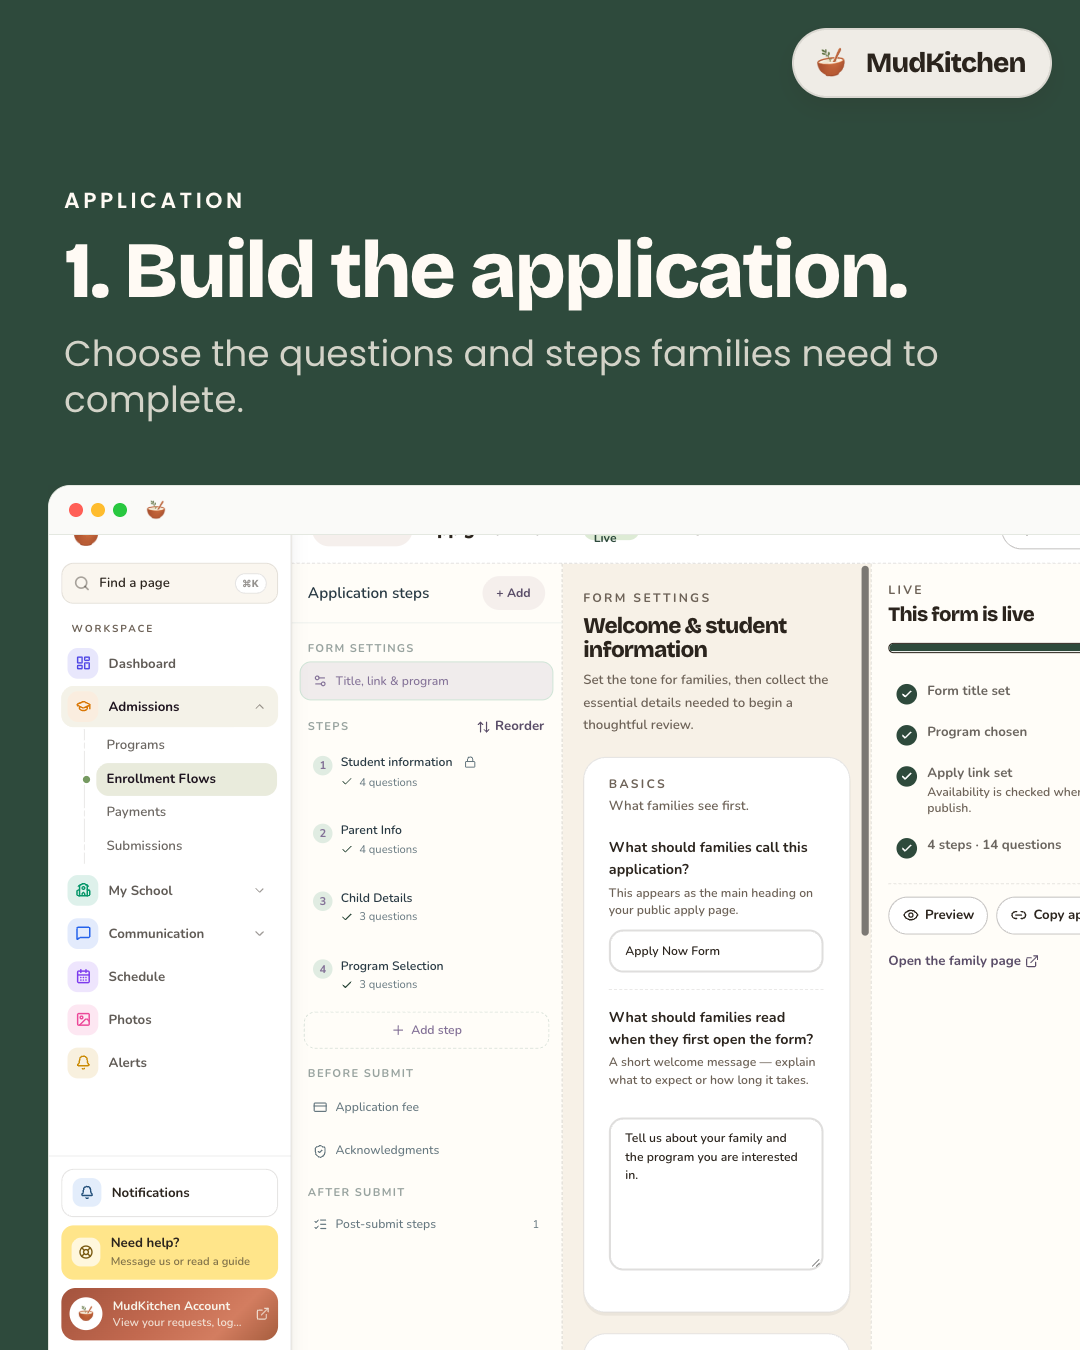 MudKitchen
APPLICATION
1. Build the application.
Choose the questions and steps families need to
complete.
Live
Find a page
⌘K
WORKSPACE
Dashboard
Admissions
Programs
Enrollment Flows
Payments
Submissions
My School
Communication
Schedule
Photos
Alerts
Notifications
Need help?
Message us or read a guide
MudKitchen Account
View your requests, log...
Application steps
+ Add
FORM SETTINGS
Title, link & program
STEPS
Reorder
1
Student information
4 questions
2
Parent Info
4 questions
3
Child Details
3 questions
4
Program Selection
3 questions
+ Add step
BEFORE SUBMIT
Application fee
Acknowledgments
AFTER SUBMIT
Post-submit steps
1
FORM SETTINGS
Welcome & student
information
Set the tone for families, then collect the
essential details needed to begin a
thoughtful review.
BASICS
What families see first.
What should families call this
application?
This appears as the main heading on
your public apply page.
Apply Now Form
What should families read
when they first open the form?
A short welcome message — explain
what to expect or how long it takes.
Tell us about your family and
the program you are interested
in.
LIVE
This form is live
Form title set
Program chosen
Apply link set
Availability is checked when
publish.
4 steps · 14 questions
Preview
Copy ap
Open the family page